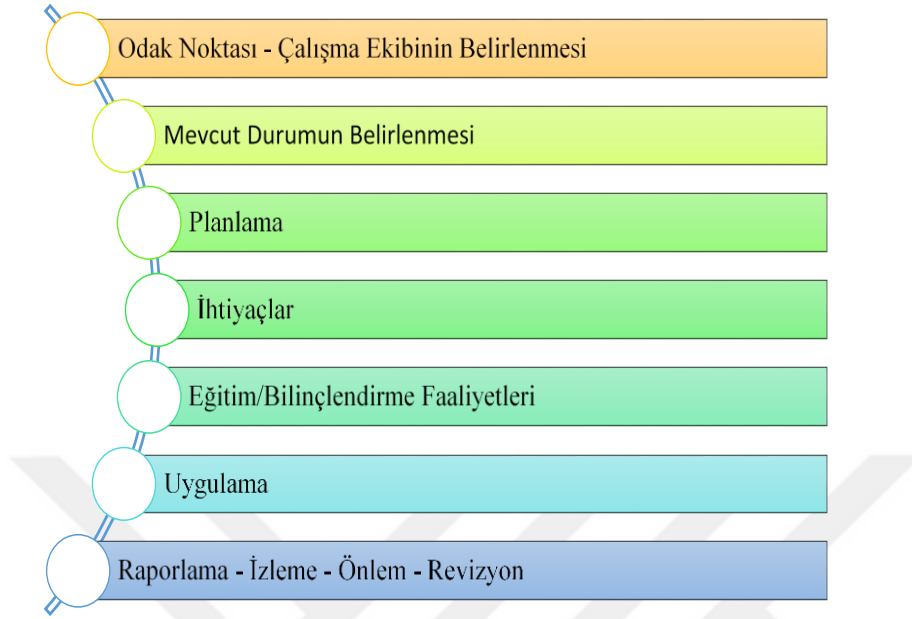 Odak Noktası - Çalışma Ekibinin Belirlenmesi
Mevcut Durumun Belirlenmesi
Planlama
İhtiyaçlar
Eğitim/Bilinçlendirme Faaliyetleri
Uygulama
Raporlama - İzleme - Önlem - Revizyon